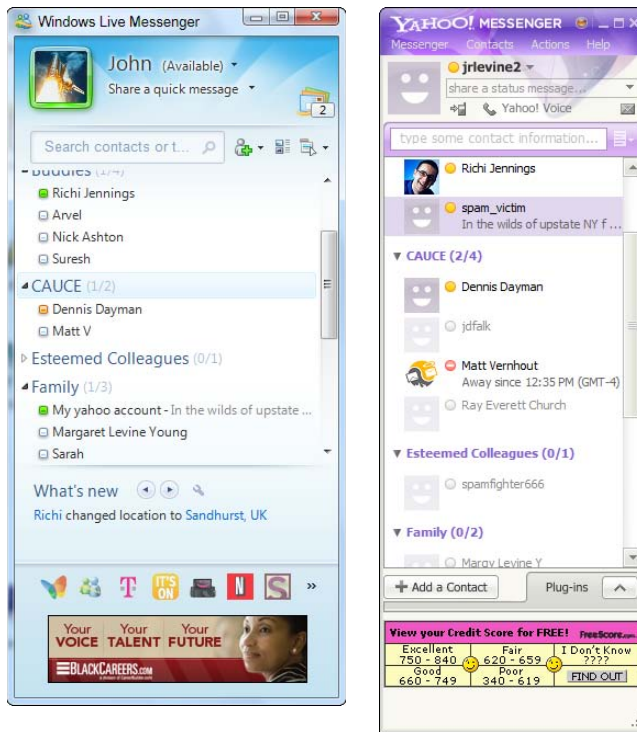 Windows Live Messenger
John (Available)
Share a quick message
2
Search contacts or t...
Buddies (1/4)
Richi Jennings
Arvel
Nick Ashton
Suresh
CAUCE (1/2)
Dennis Dayman
Matt V
Esteemed Colleagues (0/1)
Family (1/3)
My yahoo account - In the wilds of upstate ...
Margaret Levine Young
Sarah
What's new
Richi changed location to Sandhurst, UK
T IT'S ON N S »
Your Your Your
VOICE TALENT FUTURE
BLACKCAREERS.COM
YAHOO! MESSENGER
Messenger Contacts Actions Help
jrlevine2
share a status message...
Yahoo! Voice
type some contact information...
Richi Jennings
spam_victim
In the wilds of upstate NY f ...
CAUCE (2/4)
Dennis Dayman
jdfalk
Matt Vernhout
Away since 12:35 PM (GMT-4)
Ray Everett Church
Esteemed Colleagues (0/1)
spamfighter666
Family (0/2)
Margy Levine Y
+ Add a Contact Plug-ins
View your Credit Score for FREE! FreeScore.com
Excellent Fair I Don't Know
750 - 840 620 - 659 ????
Good Poor
660 - 749 340 - 619 FIND OUT